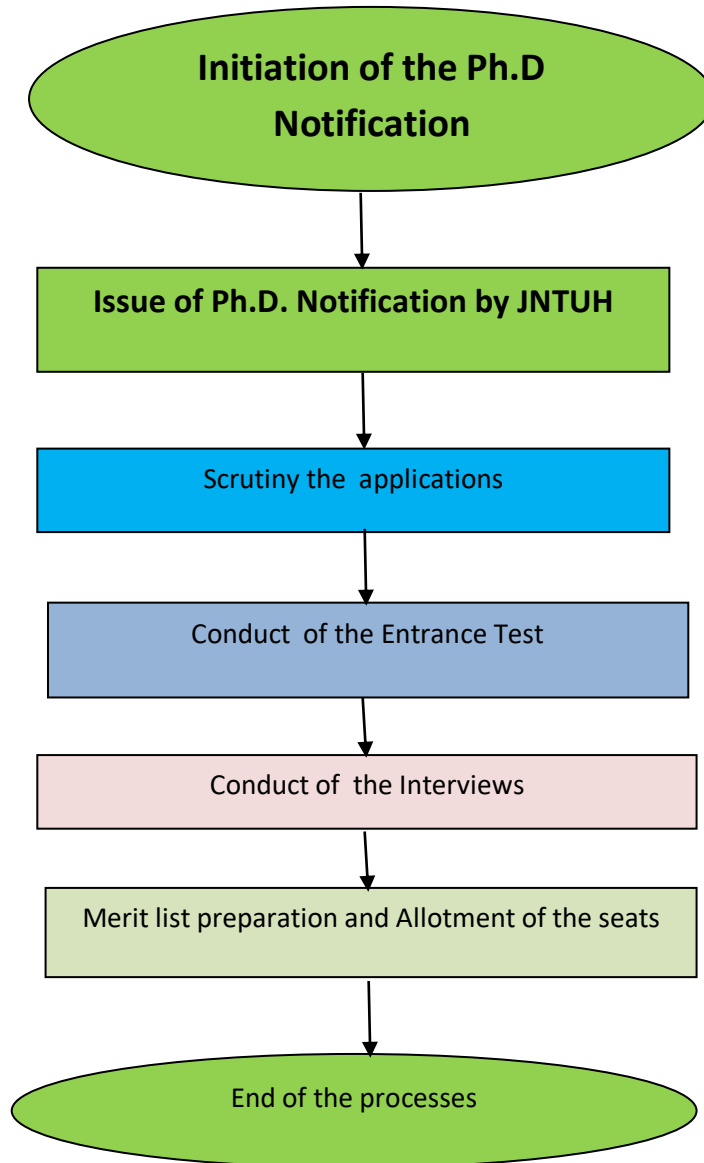 Initiation of the Ph.D
Notification
Issue of Ph.D. Notification by JNTUH
Scrutiny the  applications
Conduct  of the Entrance Test
Conduct of  the Interviews
Merit list preparation and Allotment of the seats
End of the processes